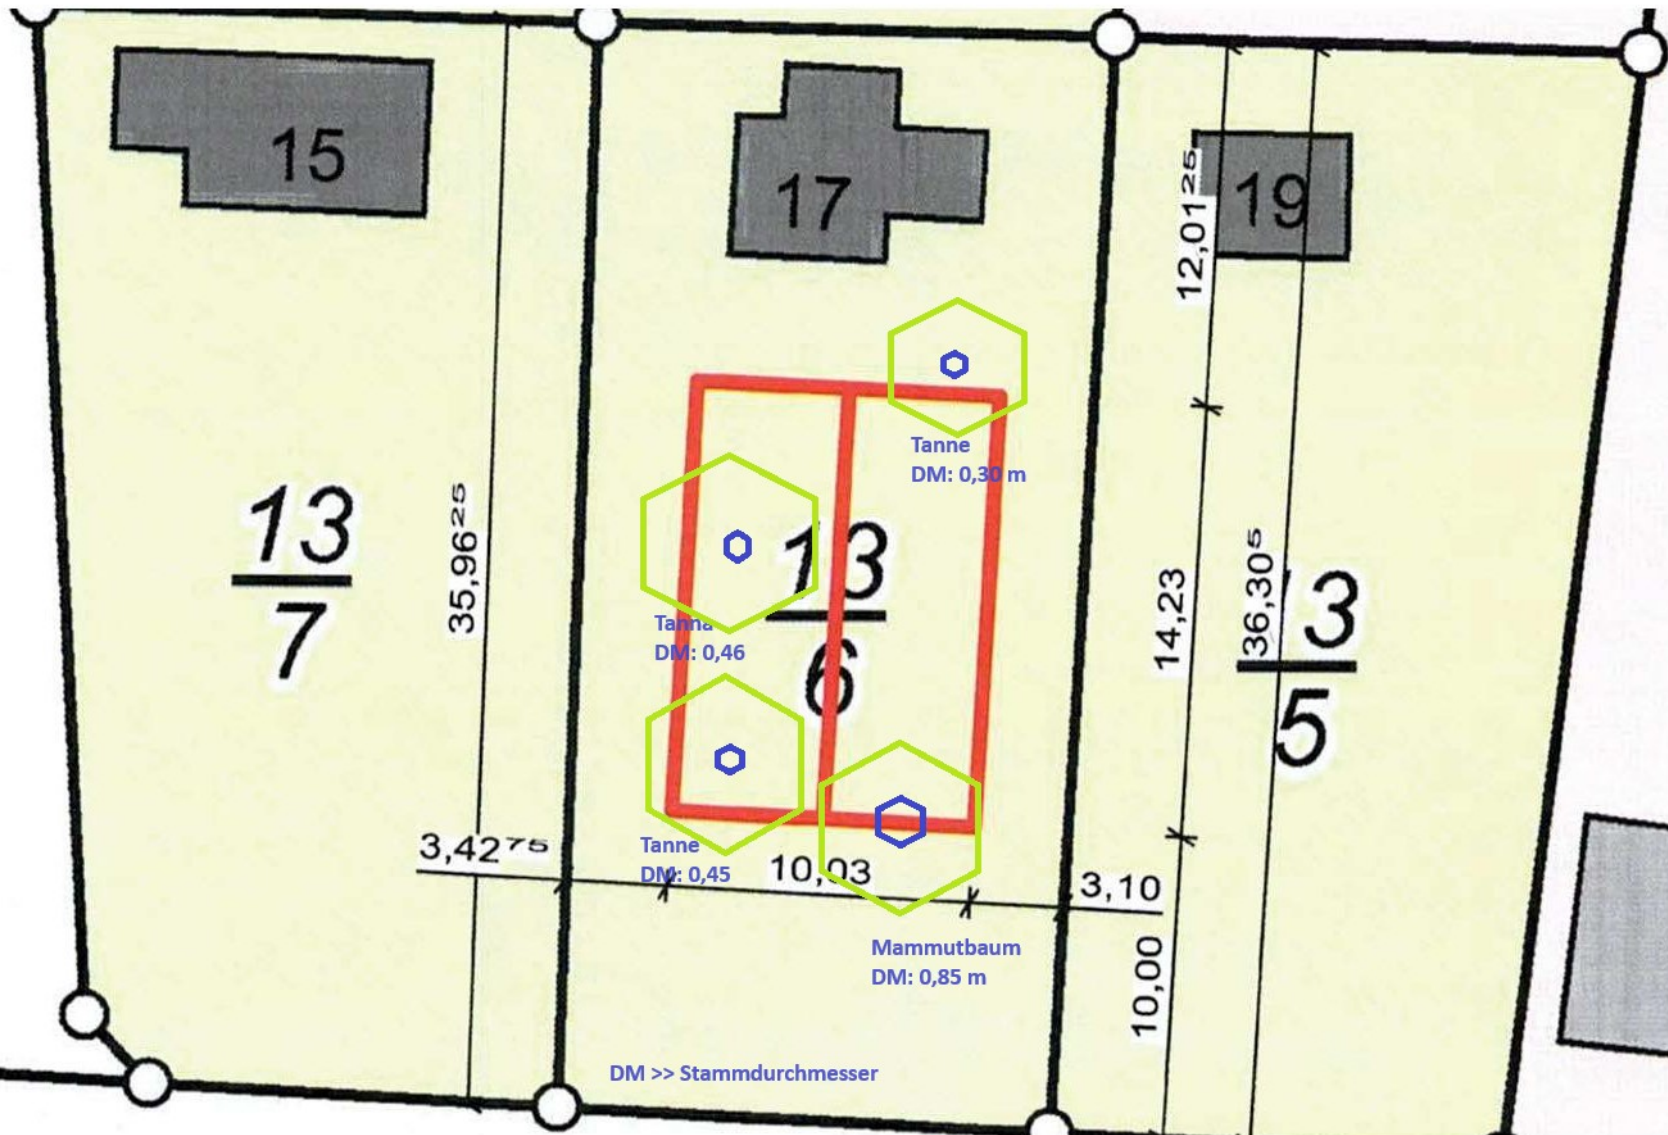 15
17
19
12,01²⁵
Tanne
DM: 0,30 m
13
7
35,96²⁵
13
6
Tanna
DM: 0,46
14,23
36,30⁵
3
5
3,42⁷⁵
Tanne
DM: 0,45
10,03
3,10
Mammutbaum
DM: 0,85 m
10,00
DM >> Stammdurchmesser